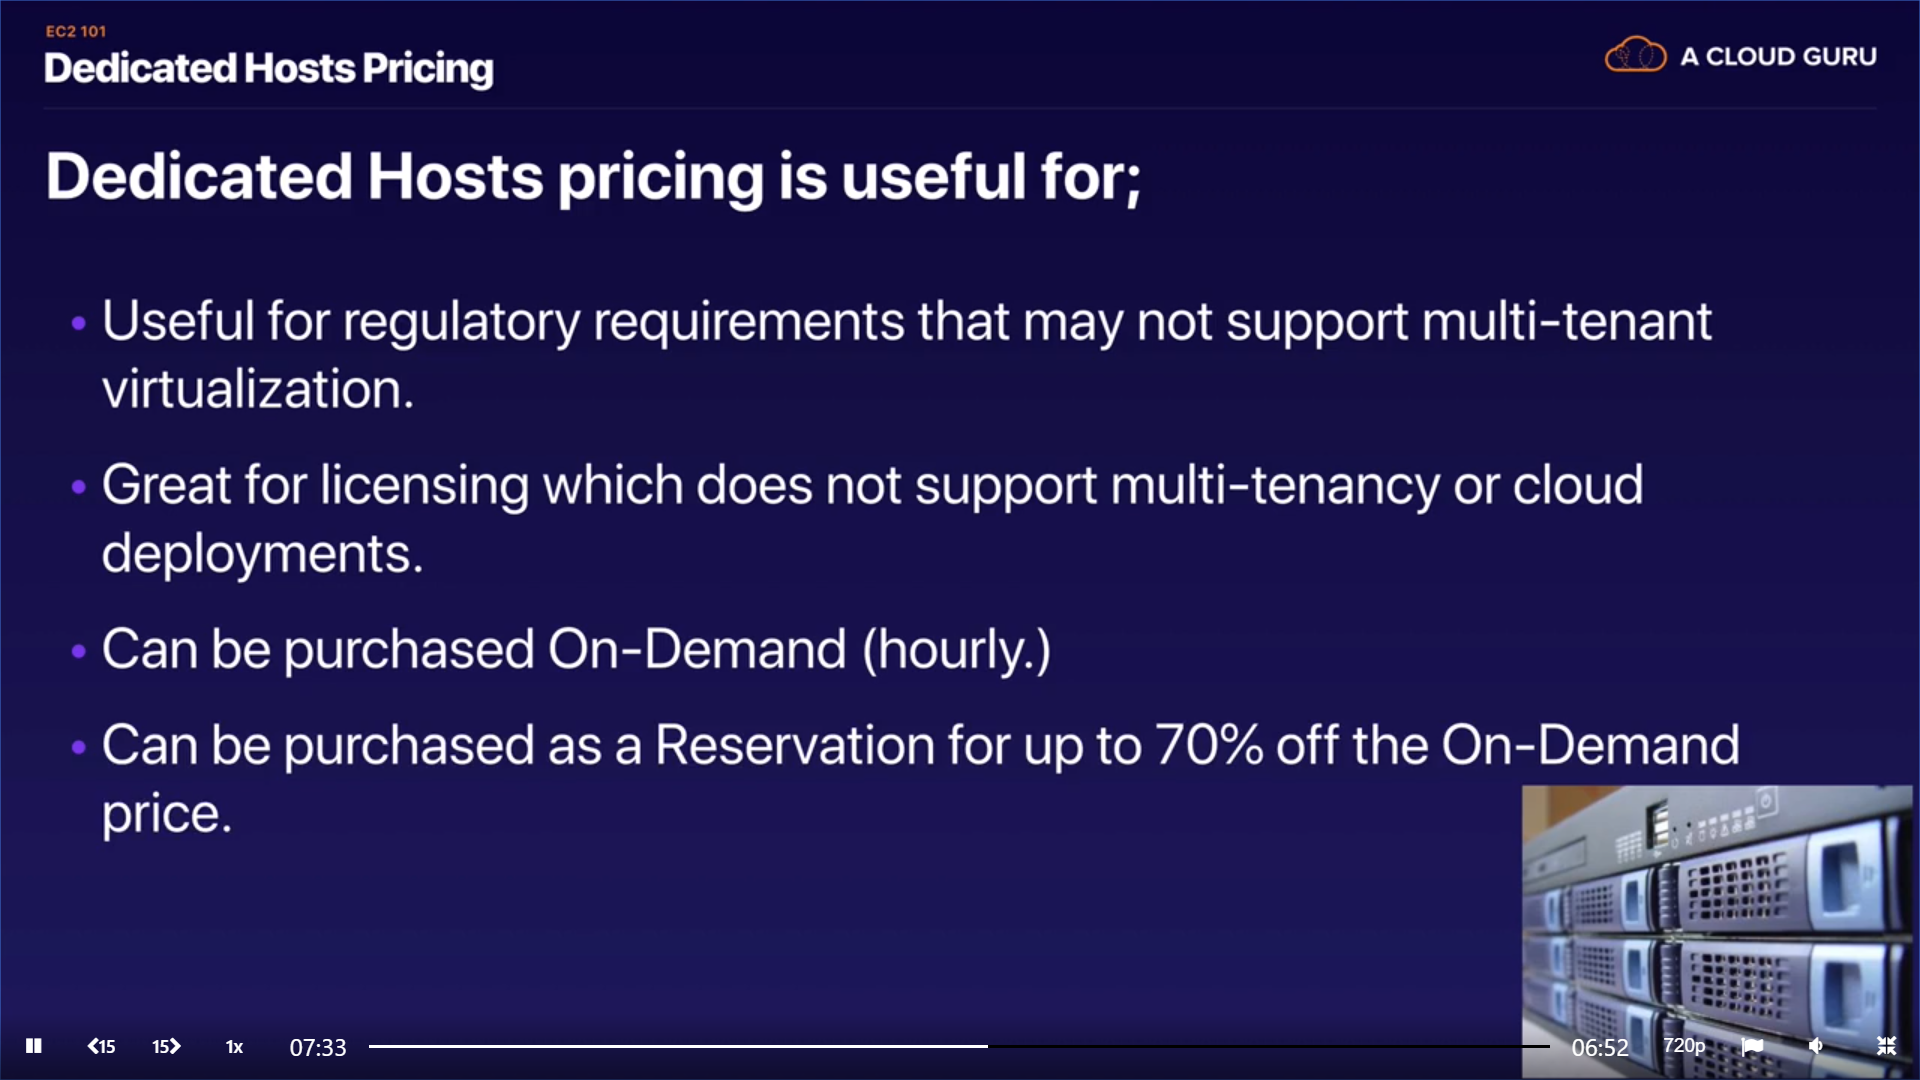 EC2 101
Dedicated Hosts Pricing
A CLOUD GURU
Dedicated Hosts pricing is useful for;
• Useful for regulatory requirements that may not support multi-tenant
virtualization.
• Great for licensing which does not support multi-tenancy or cloud
deployments.
• Can be purchased On-Demand (hourly.)
• Can be purchased as a Reservation for up to 70% off the On-Demand
price.
15 15 1x 07:33 06:52 720p